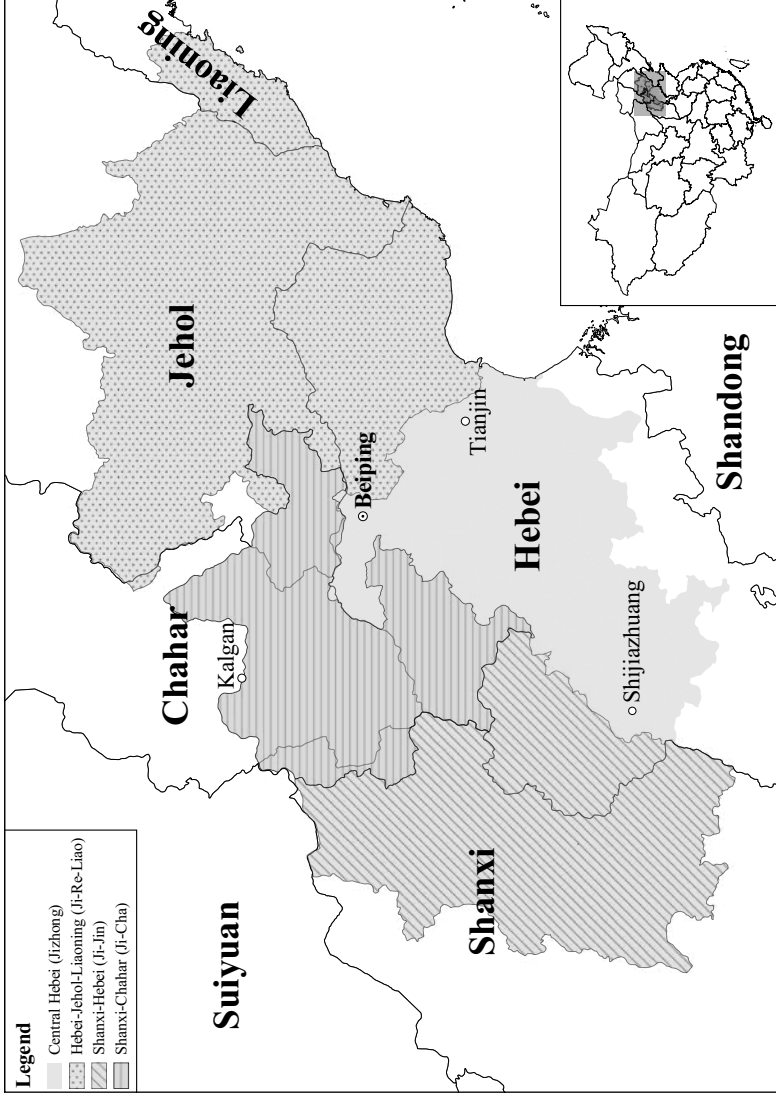 Legend
Central Hebei (Jizhong)
Hebei-Jehol-Liaoning (Ji-Re-Liao)
Shanxi-Hebei (Ji-Jin)
Shanxi-Chahar (Ji-Cha)
Liaoning
Jehol
Chahar
Kalgan
Suiyuan
Beiping
Tianjin
Hebei
Shijiazhuang
Shanxi
Shandong